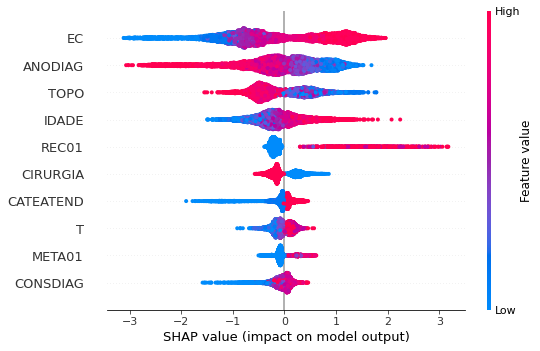 High
EC
ANODIAG
TOPO
IDADE
REC01
CIRURGIA
CATEATEND
T
META01
CONSDIAG
Feature value
Low
−3 −2 −1 0 1 2 3
SHAP value (impact on model output)